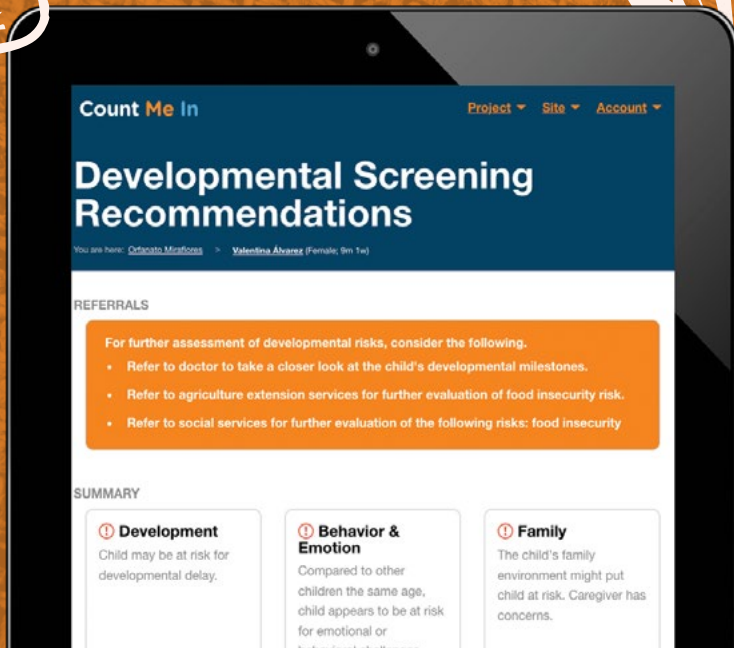 Count Me In
Project Site Account
Developmental Screening
Recommendations
You are here: Orfanato Miraflores > Valentina Álvarez (Female; 9m 1w)
REFERRALS
For further assessment of developmental risks, consider the following.
• Refer to doctor to take a closer look at the child's developmental milestones.
• Refer to agriculture extension services for further evaluation of food insecurity risk.
• Refer to social services for further evaluation of the following risks: food insecurity
SUMMARY
Development
Child may be at risk for
developmental delay.
Behavior &
Emotion
Compared to other
children the same age,
child appears to be at risk
for emotional or
Family
The child's family
environment might put
child at risk. Caregiver has
concerns.